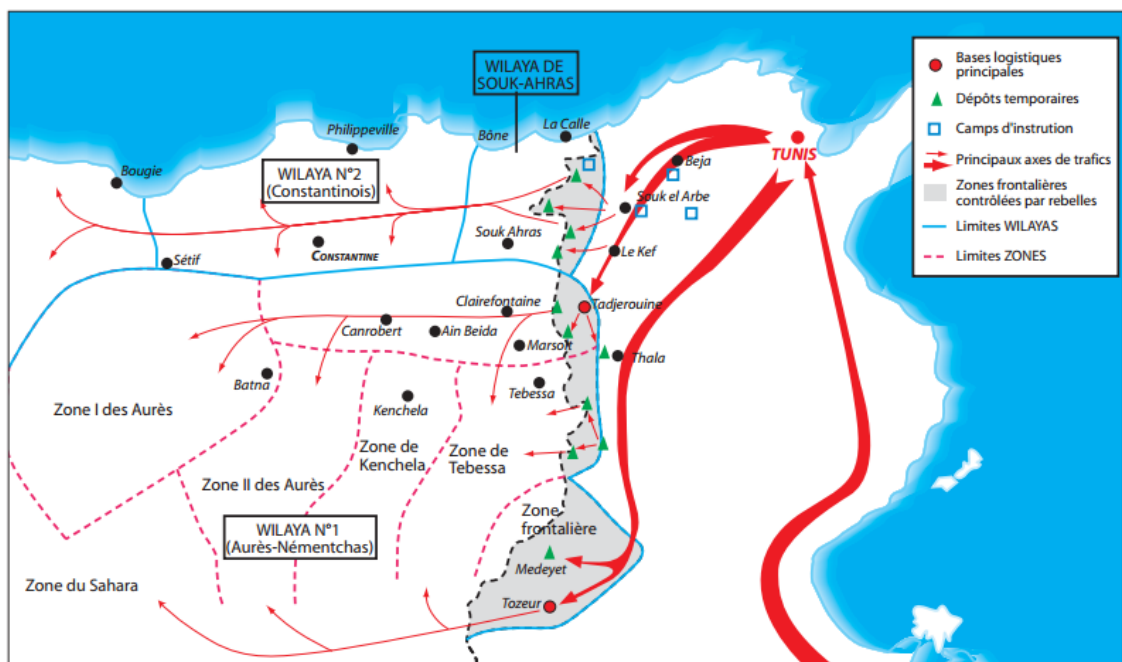 WILAYA DE
SOUK-AHRAS
Bases logistiques
principales
Dépôts temporaires
Camps d'instrution
Principaux axes de trafics
Zones frontalières
contrôlées par rebelles
Limites WILAYAS
Limites ZONES
Philippeville
Bône
La Calle
TUNIS
Bougie
WILAYA N°2
(Constantinois)
Beja
Souk el Arbe
Souk Ahras
CONSTANTINE
Le Kef
Sétif
Clairefontaine
Tadjerouine
Canrobert
Ain Beida
Marsott
Thala
Batna
Tebessa
Kenchela
Zone I des Aurès
Zone de
Kenchela
Zone de
Tebessa
Zone II des Aurès
Zone
frontalière
WILAYA N°1
(Aurès-Némentchas)
Medeyet
Zone du Sahara
Tozeur